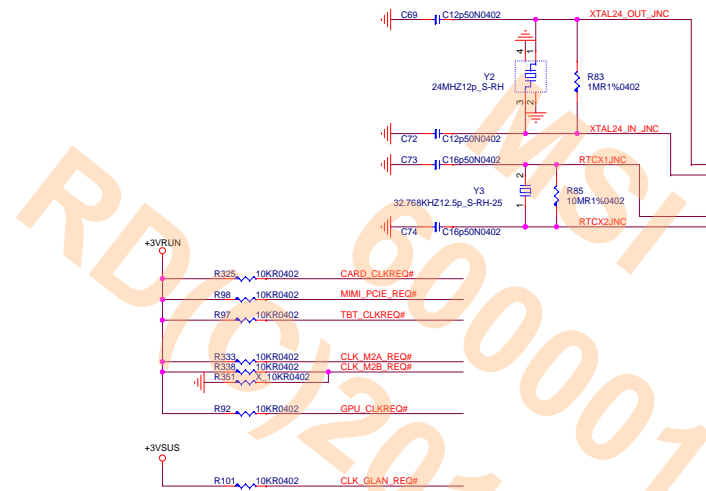 C69 C12p50N0402 XTAL24_OUT_JNC
4 1
Y2
24MHZ12p_S-RH
R83
1MR1%0402
3 2
C72 C12p50N0402 XTAL24_IN_JNC
C73 C16p50N0402 RTCX1JNC
2
Y3
32.768KHZ12.5p_S-RH-25
1
R85
10MR1%0402
C74 C16p50N0402 RTCX2JNC
+3VRUN
R325 10KR0402 CARD_CLKREQ#
R98 10KR0402 MIMI_PCIE_REQ#
R97 10KR0402 TBT_CLKREQ#
R333 10KR0402 CLK_M2A_REQ#
R338 10KR0402 CLK_M2B_REQ#
R351 X_10KR0402
R92 10KR0402 GPU_CLKREQ#
+3VSUS
R101 10KR0402 CLK_GLAN_REQ#
MSI
600001
RD(C)201